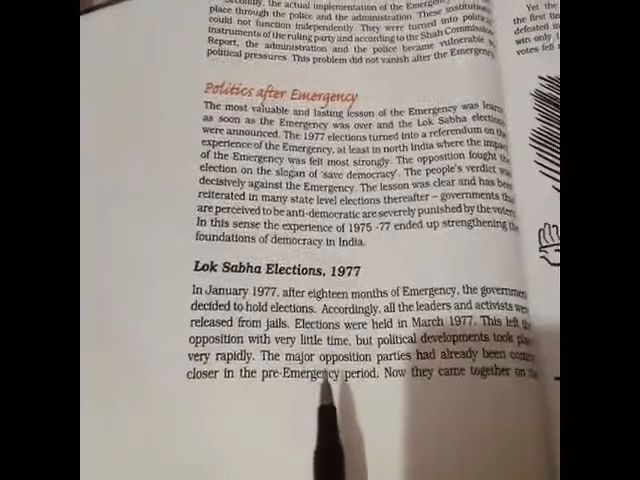 Secondly, the actual implementation of the Emergency
place through the police and the administration. These institutions
could not function independently. They were turned into political
instruments of the ruling party and according to the Shah Commission
Report, the administration and the police became vulnerable to
political pressures. This problem did not vanish after the Emergency.
Politics after Emergency
The most valuable and lasting lesson of the Emergency was learnt
as soon as the Emergency was over and the Lok Sabha elections
were announced. The 1977 elections turned into a referendum on the
experience of the Emergency, at least in north India where the impact
of the Emergency was felt most strongly. The opposition fought the
election on the slogan of 'save democracy'. The people's verdict was
decisively against the Emergency. The lesson was clear and has been
reiterated in many state level elections thereafter – governments that
are perceived to be anti-democratic are severely punished by the voters.
In this sense the experience of 1975 -77 ended up strengthening the
foundations of democracy in India.
Lok Sabha Elections, 1977
In January 1977, after eighteen months of Emergency, the government
decided to hold elections. Accordingly, all the leaders and activists were
released from jails. Elections were held in March 1977. This left the
opposition with very little time, but political developments took place
very rapidly. The major opposition parties had already been coming
closer in the pre-Emergency period. Now they came together on the
Yet the
the first
defeated in
win only
votes fell